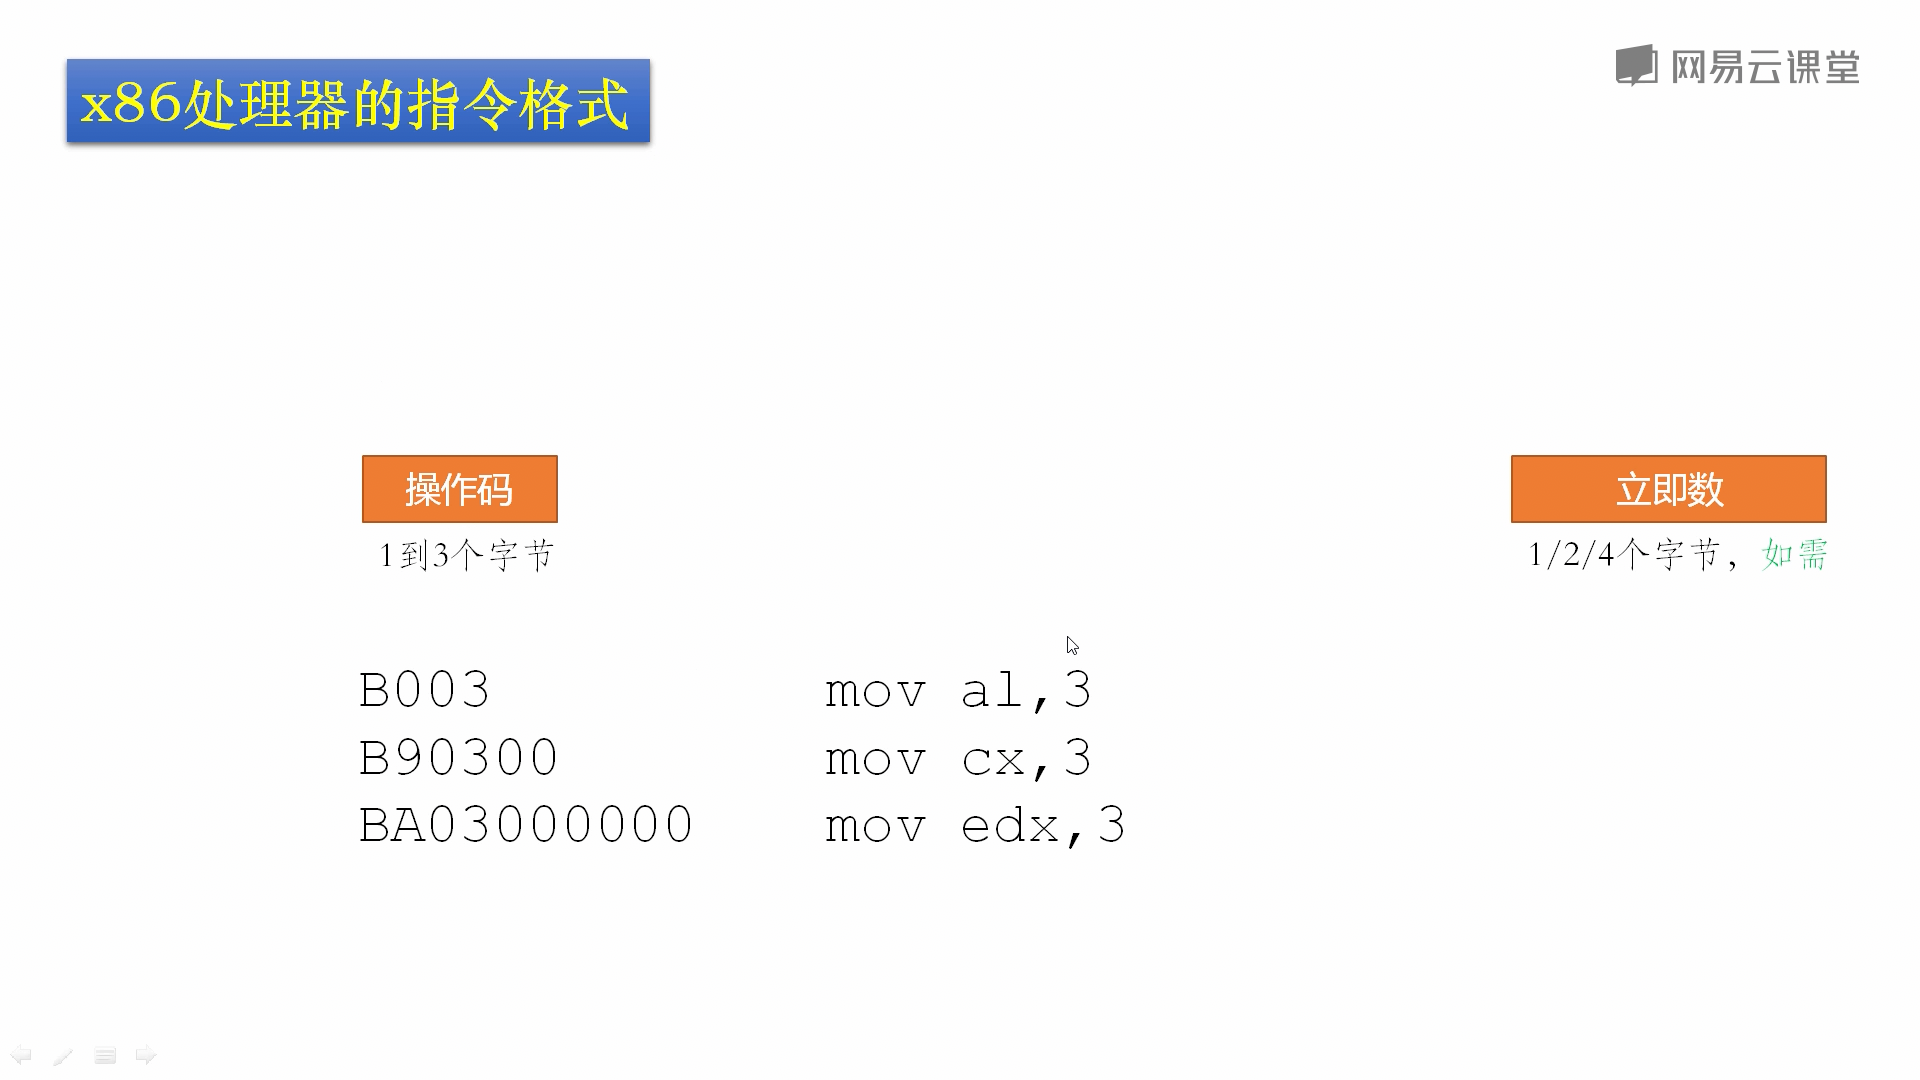 x86处理器的指令格式
网易云课堂
操作码
立即数
1到3个字节
1/2/4个字节，如需
B003 mov al,3
B90300 mov cx,3
BA03000000 mov edx,3